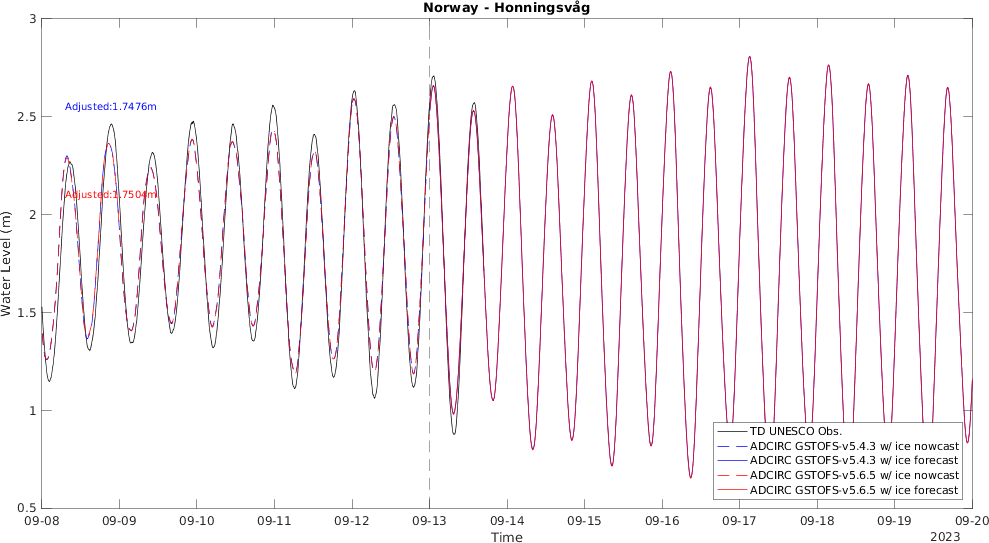 Norway - Honningsvåg
3
2.5
2
1.5
1
0.5
Water Level (m)
Adjusted:1.7476m
Adjusted:1.7504m
TD UNESCO Obs.
ADCIRC GSTOFS-v5.4.3 w/ ice nowcast
ADCIRC GSTOFS-v5.4.3 w/ ice forecast
ADCIRC GSTOFS-v5.6.5 w/ ice nowcast
ADCIRC GSTOFS-v5.6.5 w/ ice forecast
09-08 09-09 09-10 09-11 09-12 09-13 09-14 09-15 09-16 09-17 09-18 09-19 09-20
Time
2023